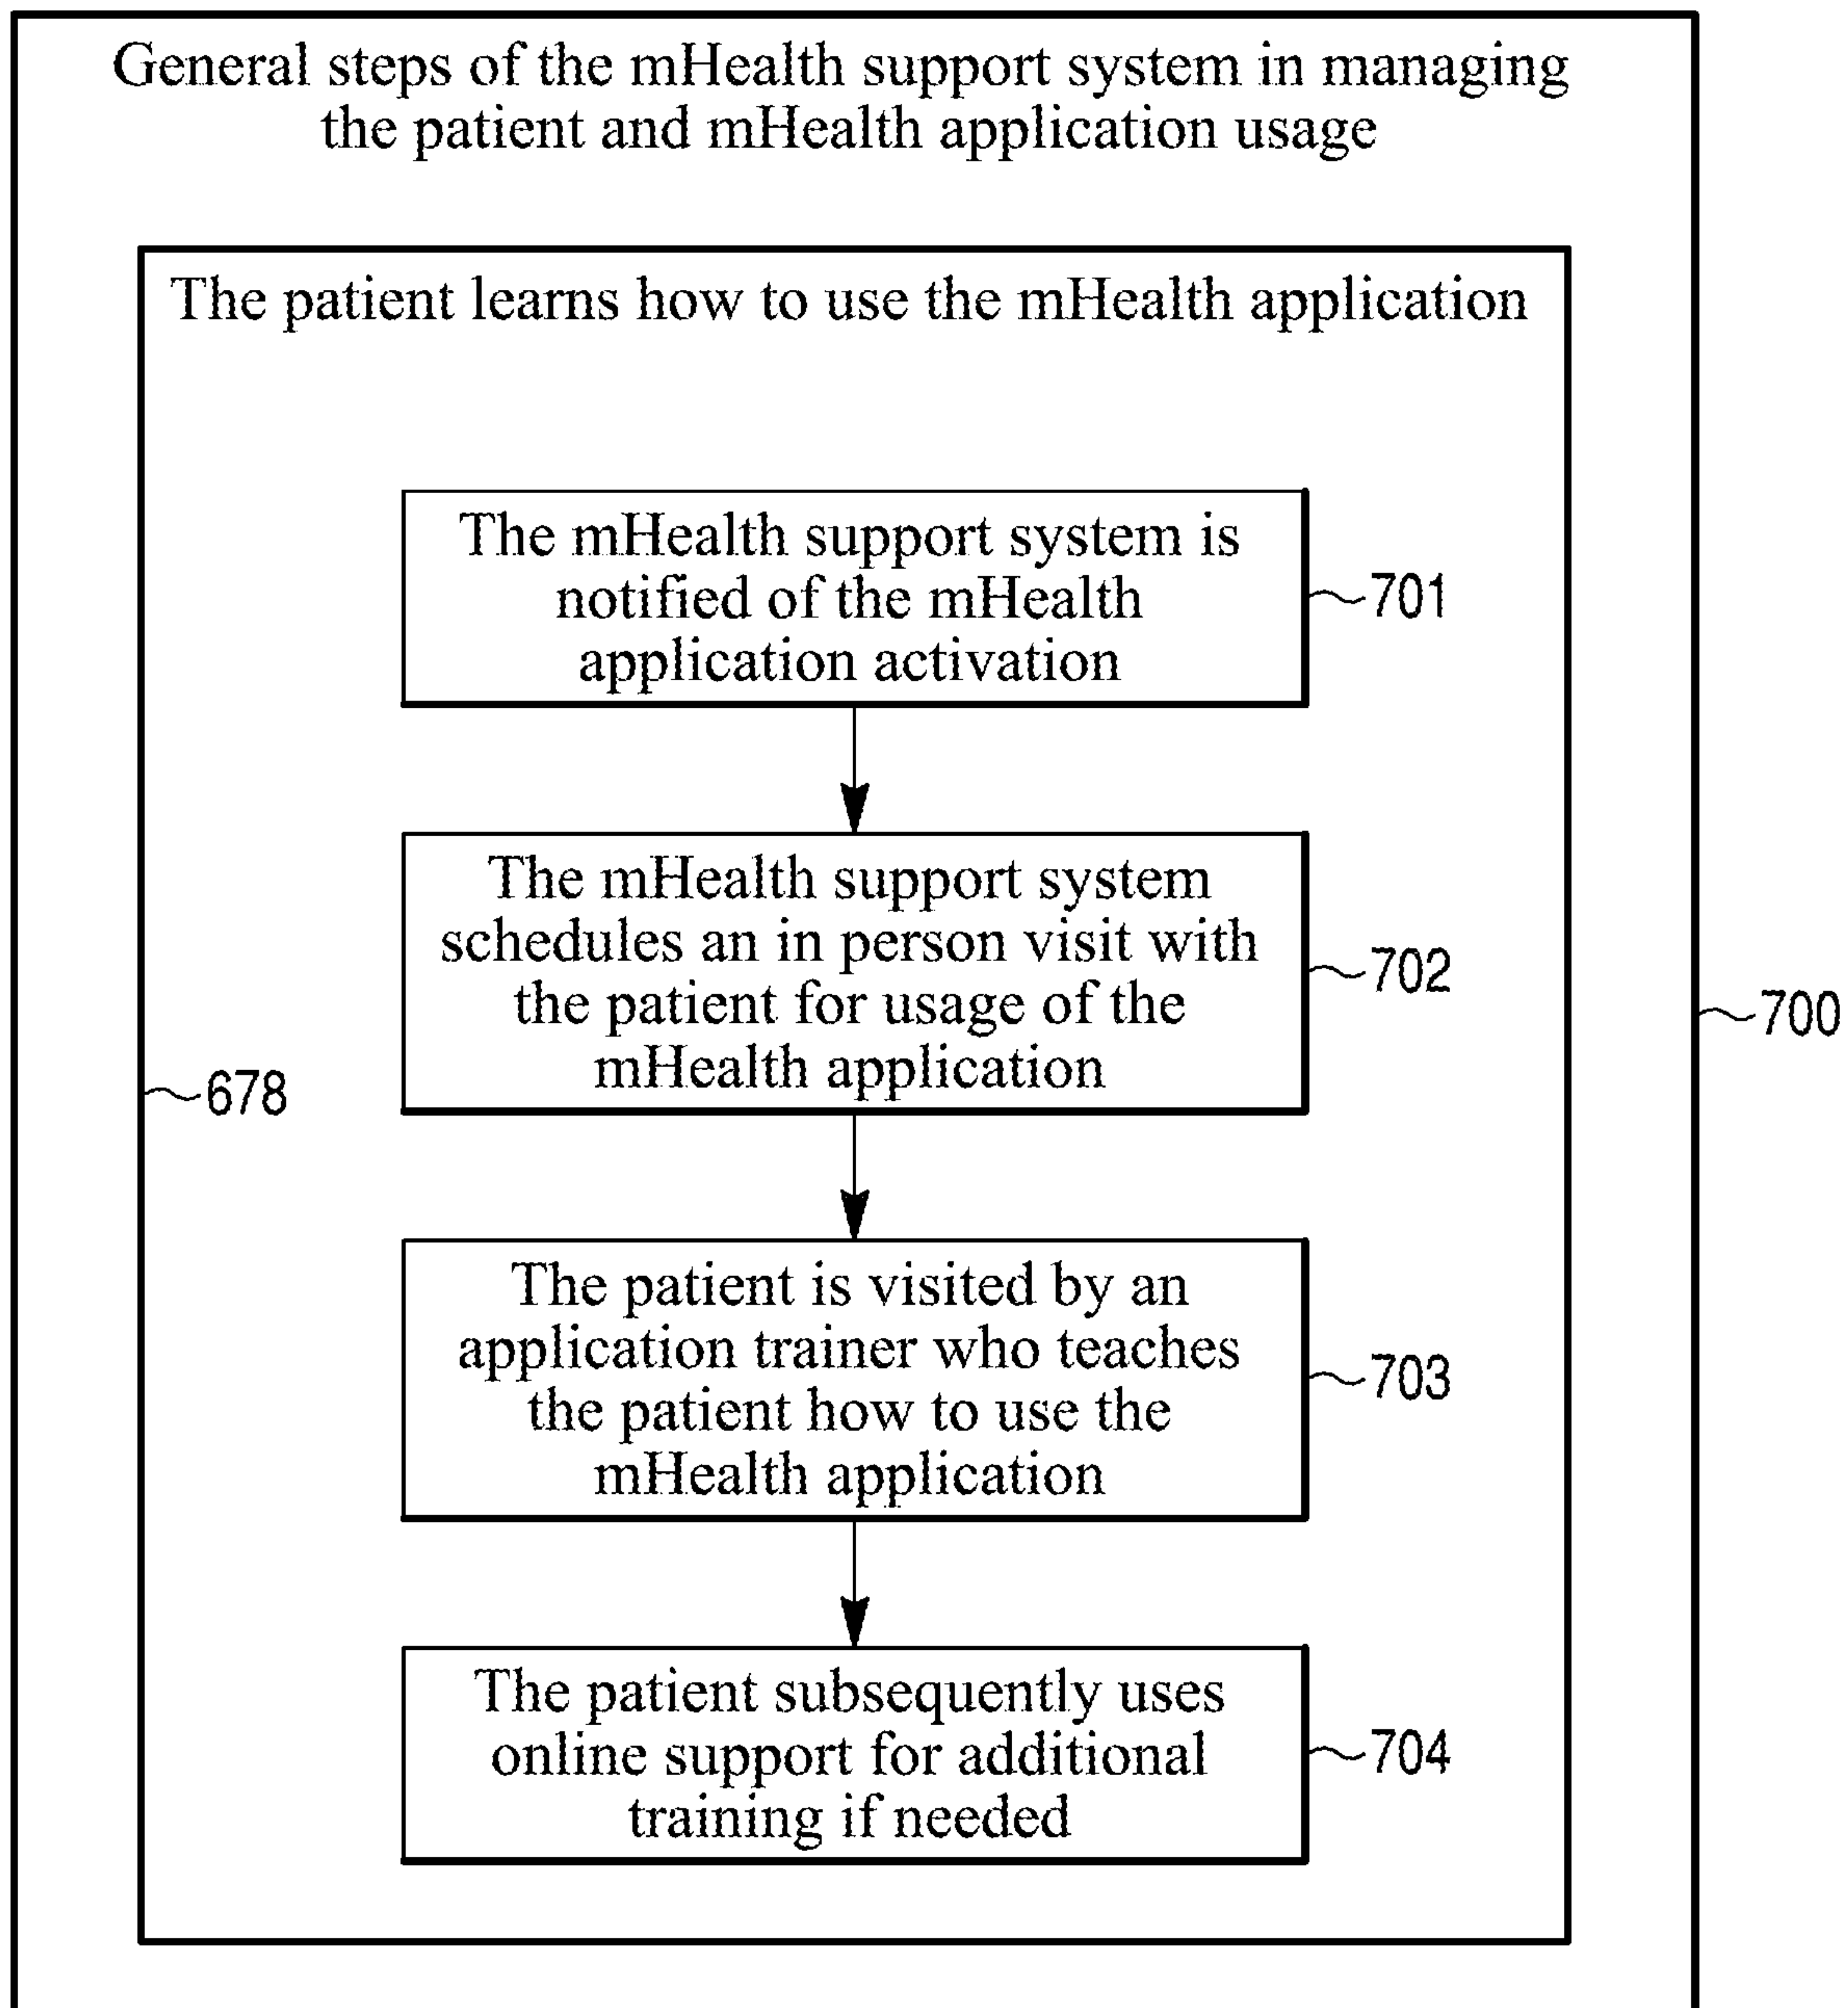 General steps of the mHealth support system in managing
the patient and mHealth application usage
The patient learns how to use the mHealth application
The mHealth support system is
notified of the mHealth
application activation
701
The mHealth support system
schedules an in person visit with
the patient for usage of the
mHealth application
702
700
678
The patient is visited by an
application trainer who teaches
the patient how to use the
mHealth application
703
The patient subsequently uses
online support for additional
training if needed
704